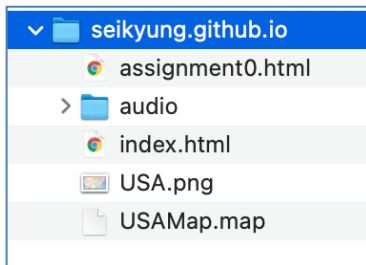 seikyung.github.io
assignment0.html
audio
index.html
USA.png
USAMap.map